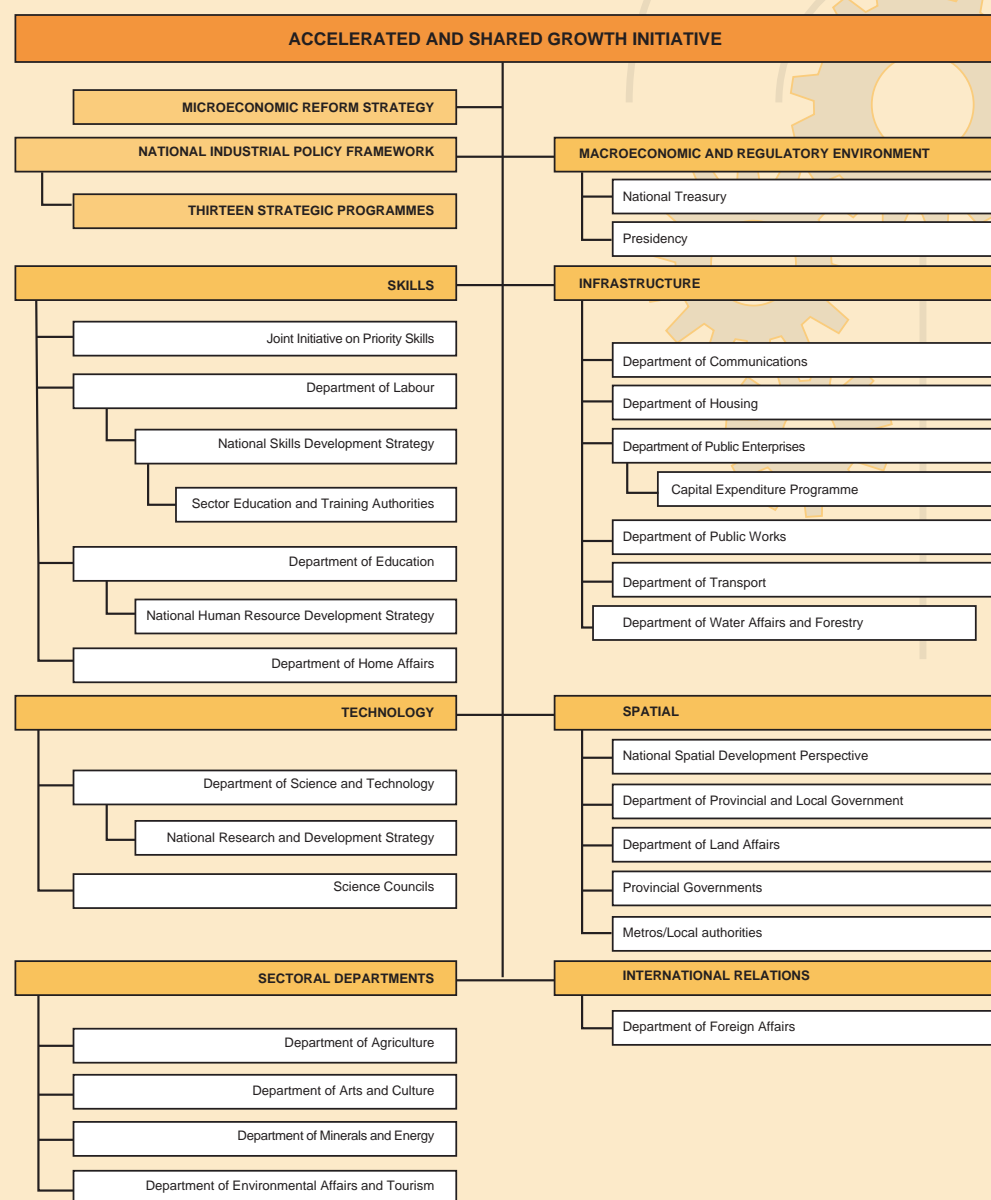 ACCELERATED AND SHARED GROWTH INITIATIVE
MICROECONOMIC REFORM STRATEGY
NATIONAL INDUSTRIAL POLICY FRAMEWORK
THIRTEEN STRATEGIC PROGRAMMES
MACROECONOMIC AND REGULATORY ENVIRONMENT
National Treasury
Presidency
SKILLS
Joint Initiative on Priority Skills
Department of Labour
National Skills Development Strategy
Sector Education and Training Authorities
Department of Education
National Human Resource Development Strategy
Department of Home Affairs
INFRASTRUCTURE
Department of Communications
Department of Housing
Department of Public Enterprises
Capital Expenditure Programme
Department of Public Works
Department of Transport
Department of Water Affairs and Forestry
TECHNOLOGY
Department of Science and Technology
National Research and Development Strategy
Science Councils
SPATIAL
National Spatial Development Perspective
Department of Provincial and Local Government
Department of Land Affairs
Provincial Governments
Metros/Local authorities
SECTORAL DEPARTMENTS
Department of Agriculture
Department of Arts and Culture
Department of Minerals and Energy
Department of Environmental Affairs and Tourism
INTERNATIONAL RELATIONS
Department of Foreign Affairs